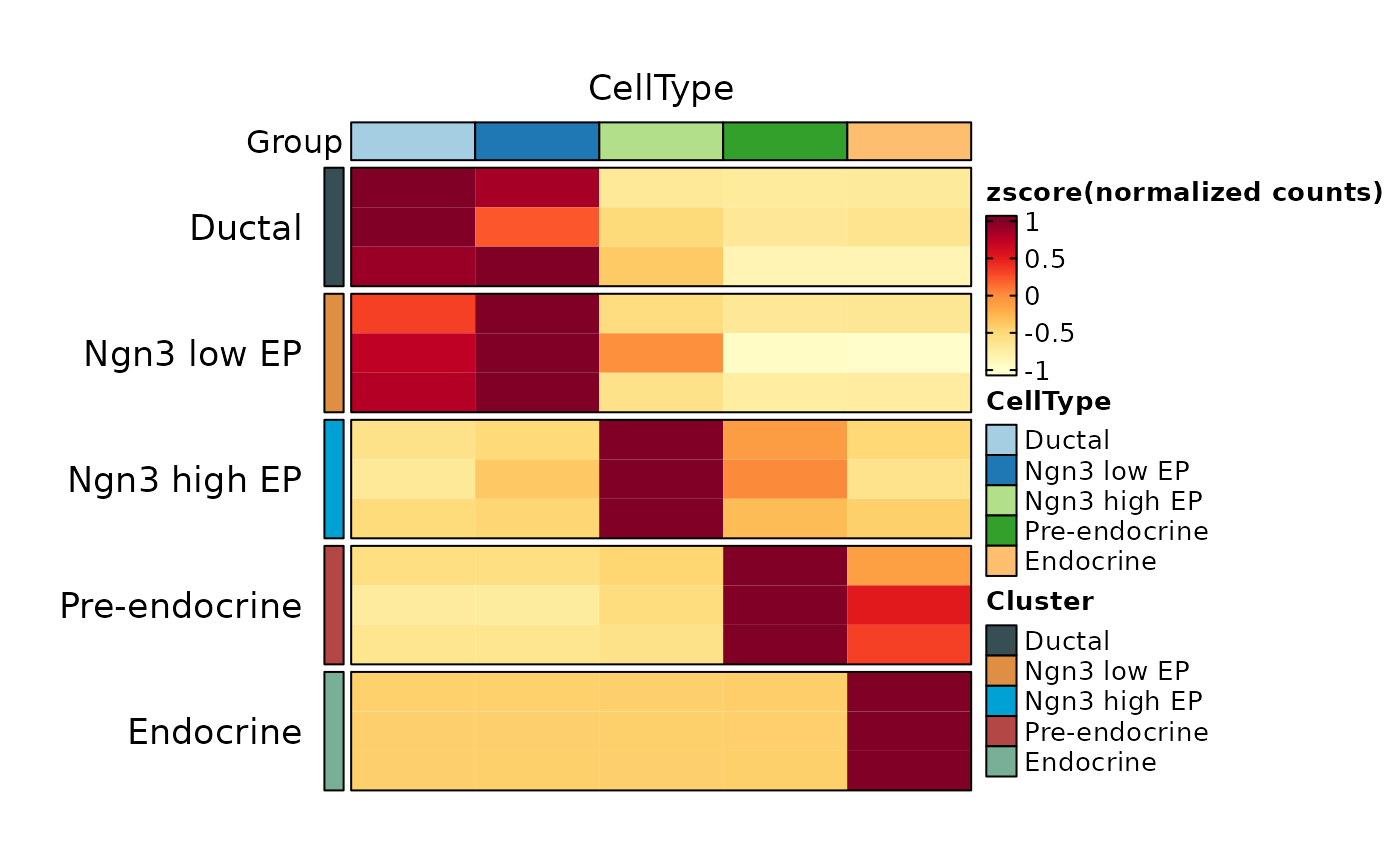 CellType
Group
Ductal
Ngn3 low EP
Ngn3 high EP
Pre-endocrine
Endocrine
zscore(normalized counts)
1
0.5
0
-0.5
-1
CellType
Ductal
Ngn3 low EP
Ngn3 high EP
Pre-endocrine
Endocrine
Cluster
Ductal
Ngn3 low EP
Ngn3 high EP
Pre-endocrine
Endocrine